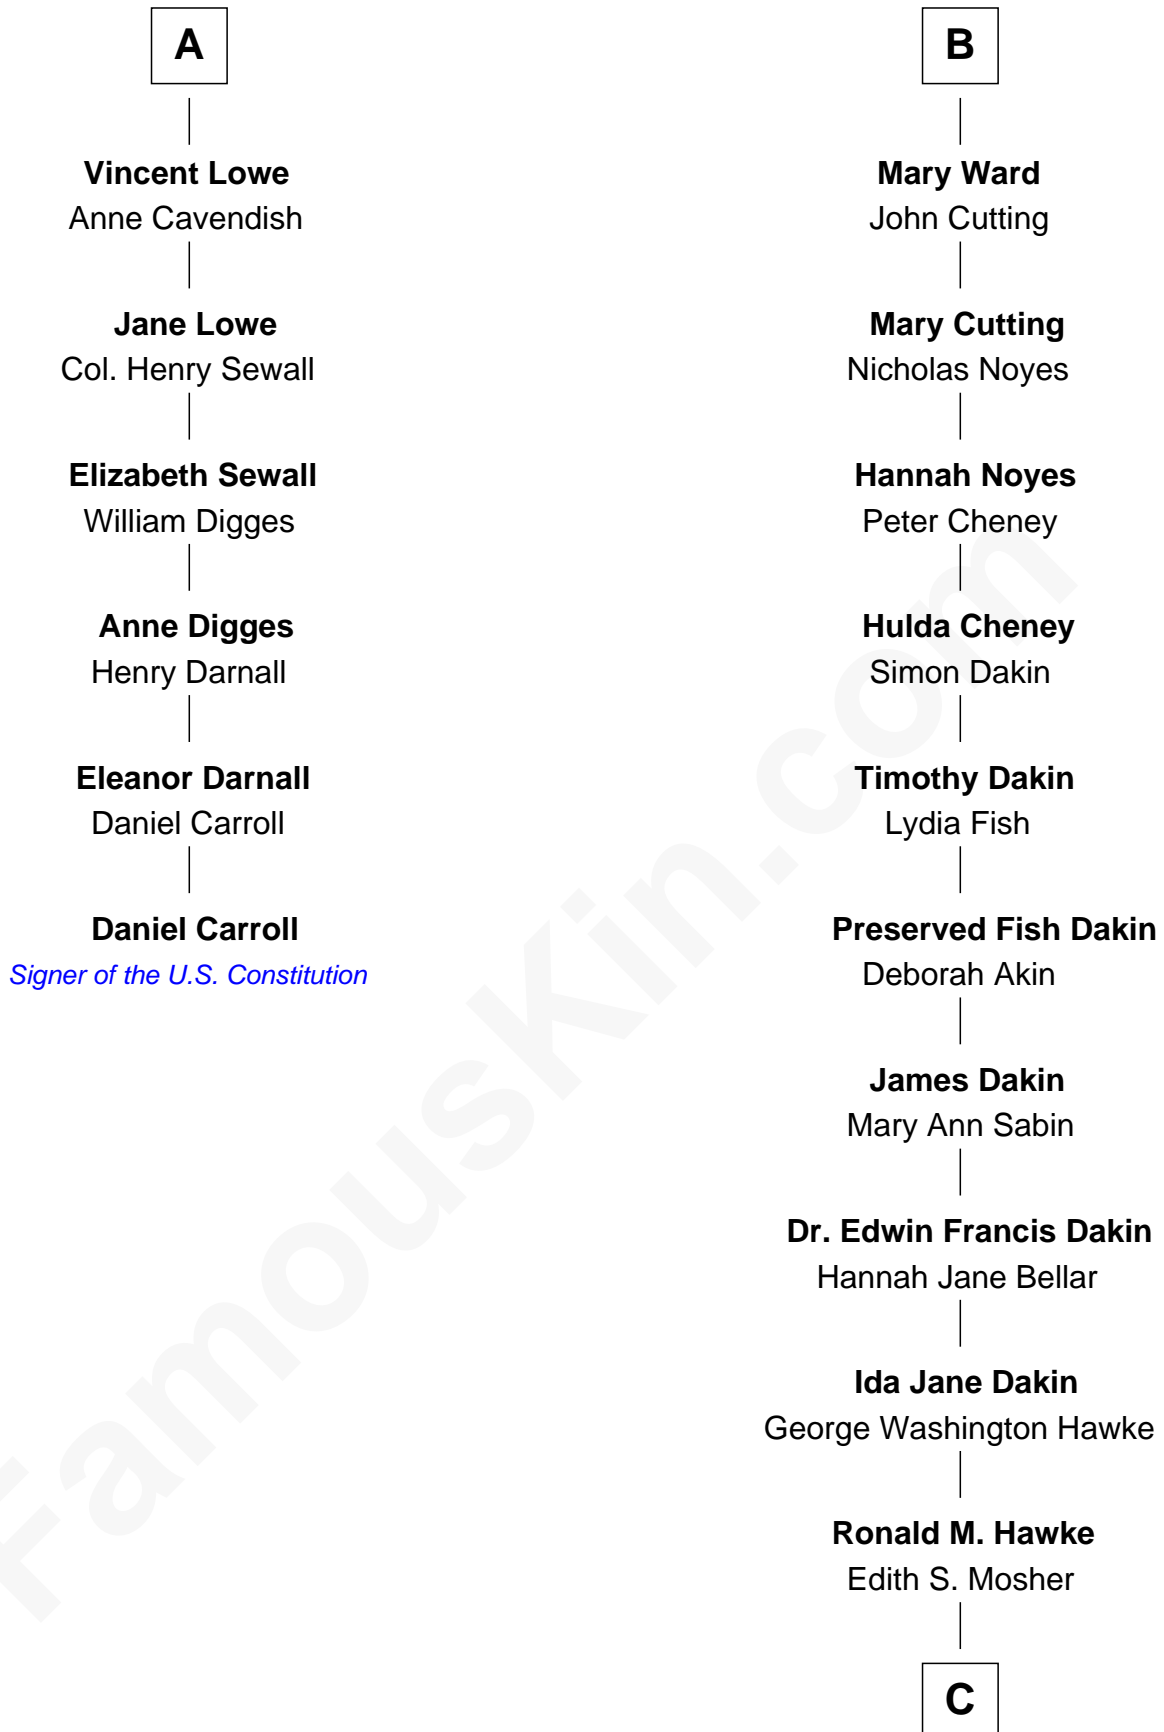 A
Vincent Lowe
Anne Cavendish
Jane Lowe
Col. Henry Sewall
Elizabeth Sewall
William Digges
Anne Digges
Henry Darnall
Eleanor Darnall
Daniel Carroll
Daniel Carroll
Signer of the U.S. Constitution
B
Mary Ward
John Cutting
Mary Cutting
Nicholas Noyes
Hannah Noyes
Peter Cheney
Hulda Cheney
Simon Dakin
Timothy Dakin
Lydia Fish
Preserved Fish Dakin
Deborah Akin
James Dakin
Mary Ann Sabin
Dr. Edwin Francis Dakin
Hannah Jane Bellar
Ida Jane Dakin
George Washington Hawke
Ronald M. Hawke
Edith S. Mosher
C
FamousKin.com